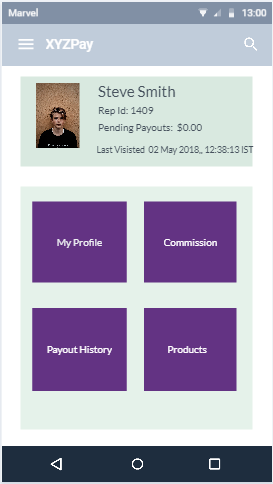 Marvel 13:00
XYZPay
Steve Smith
Rep Id: 1409
Pending Payouts: $0.00
Last Visisted 02 May 2018,, 12:38:13 IST
My Profile Commission
Payout History Products